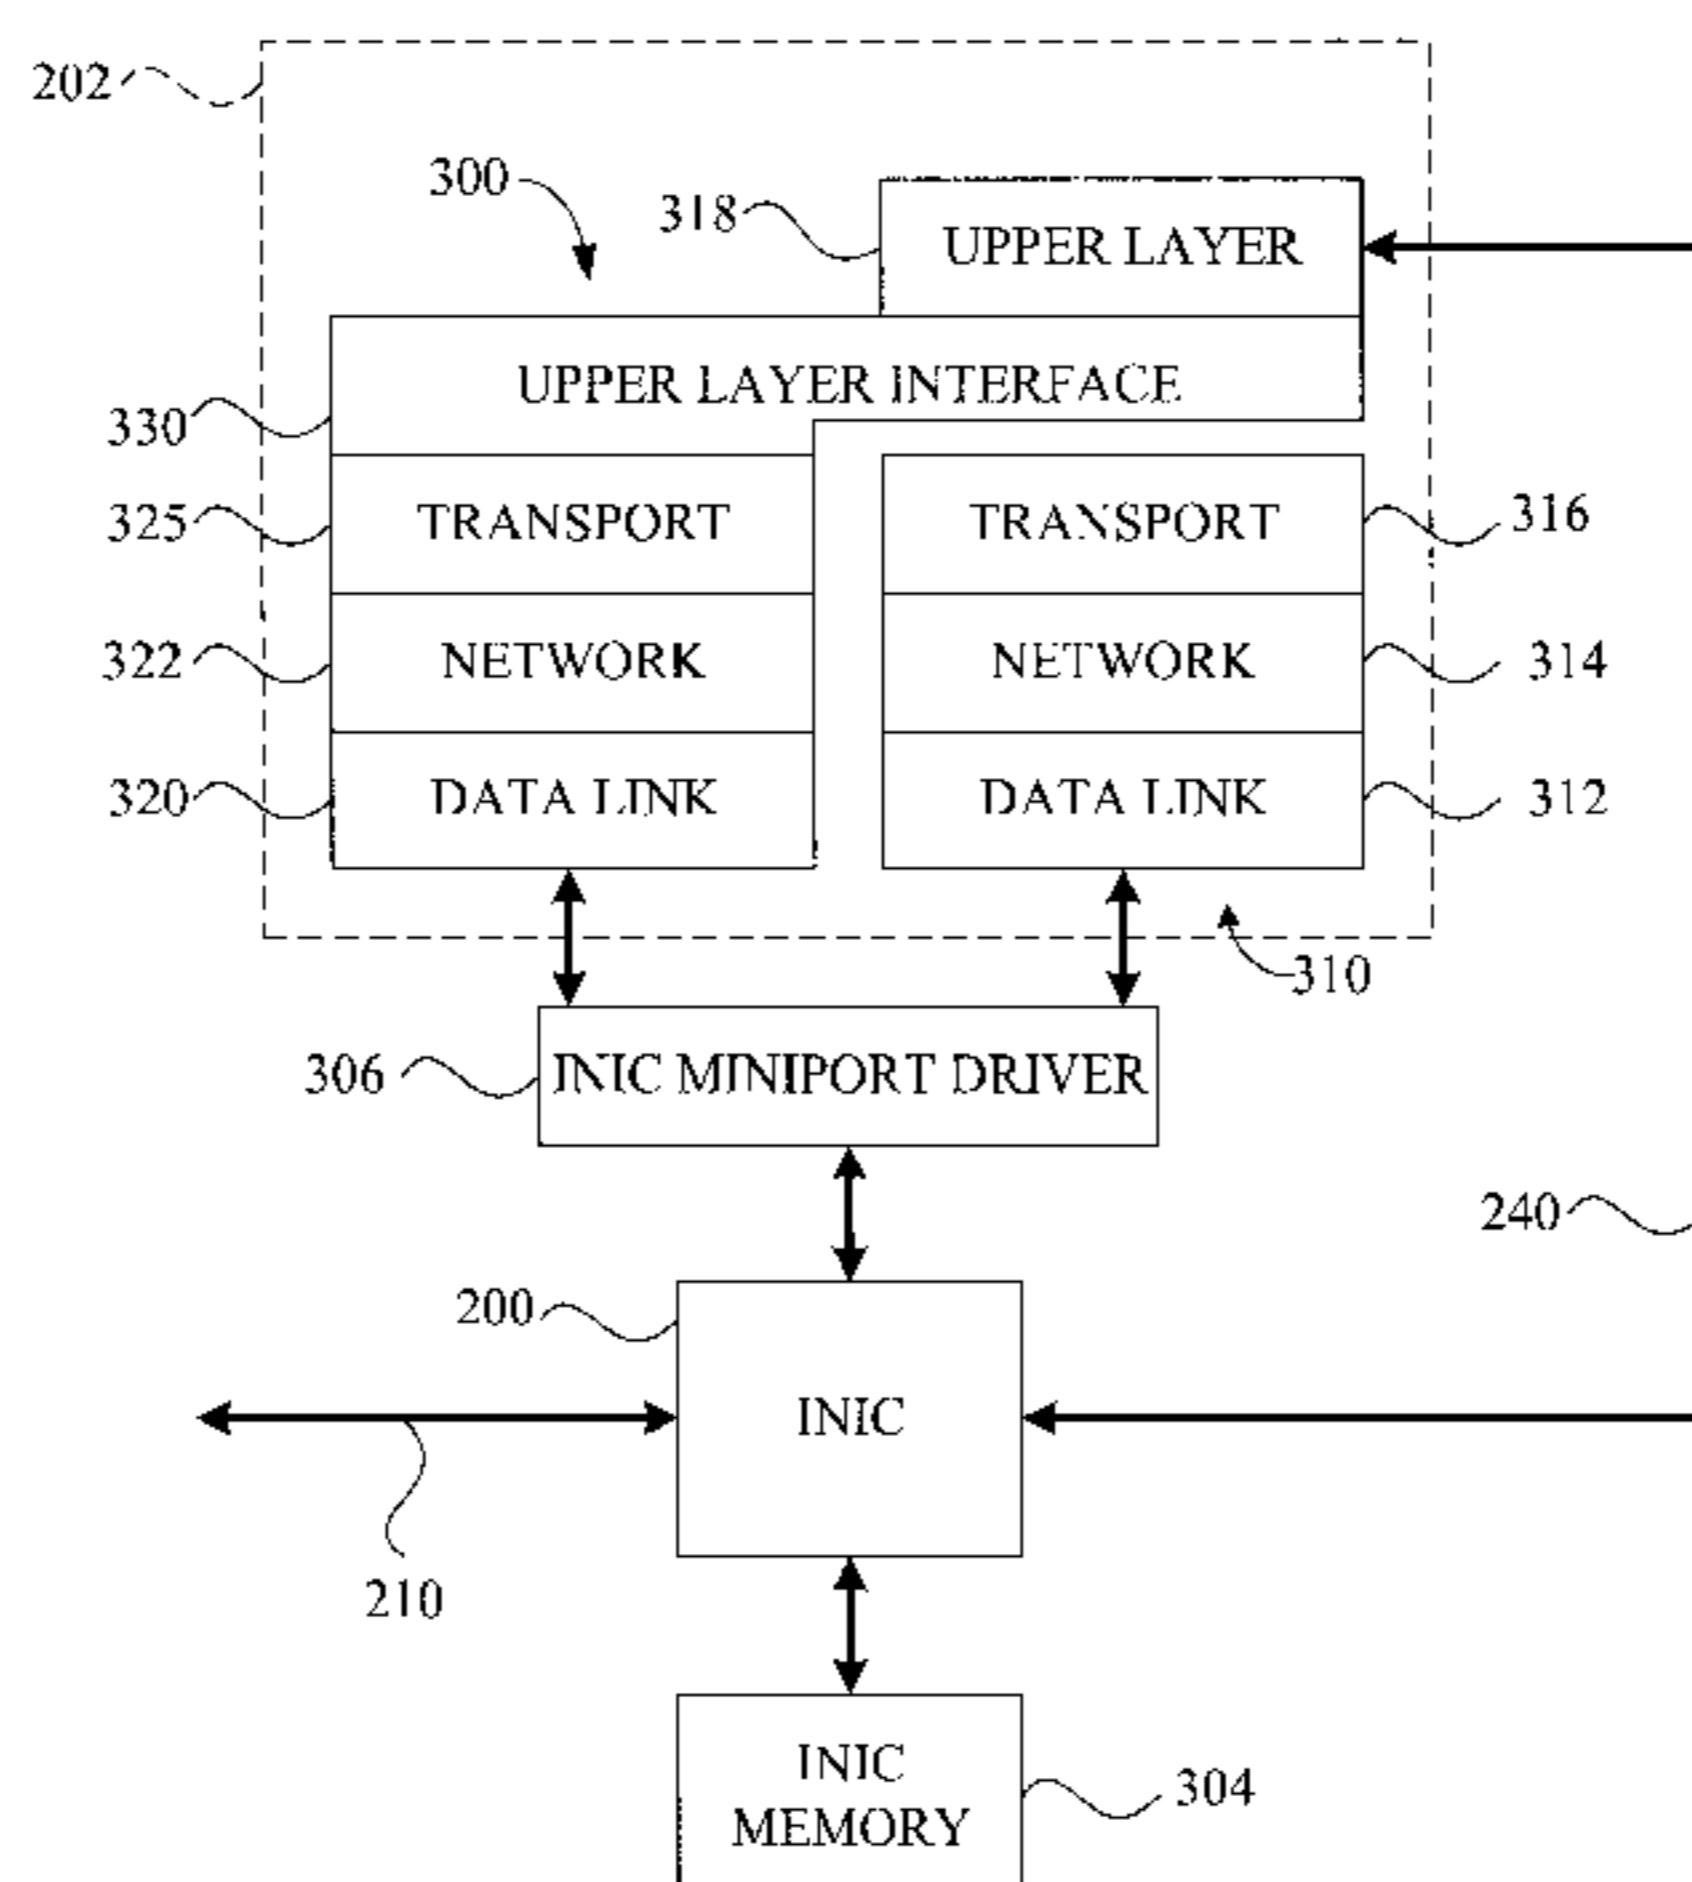 202
300
318
UPPER LAYER
UPPER LAYER INTERFACE
330
325
TRANSPORT
TRANSPORT
316
322
NETWORK
NETWORK
314
320
DATA LINK
DATA LINK
312
310
306
INIC MINIPORT DRIVER
240
200
INIC
210
INIC
MEMORY
304